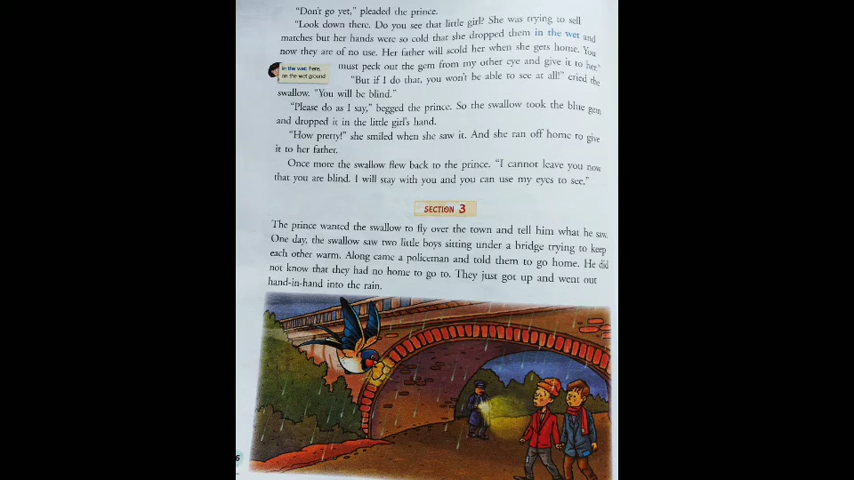 "Don't go yet," pleaded the prince.
"Look down there. Do you see that little girl? She was trying to sell
matches but her hands were so cold that she dropped them in the wet and
now they are of no use. Her father will scold her when she gets home. You
must peck out the gem from my other eye and give it to her."
in the wet: here,
on the wet ground
"But if I do that, you won't be able to see at all!" cried the
swallow. "You will be blind."
"Please do as I say," begged the prince. So the swallow took the blue gem
and dropped it in the little girl's hand.
"How pretty!" she smiled when she saw it. And she ran off home to give
it to her father.
Once more the swallow flew back to the prince. "I cannot leave you now
that you are blind. I will stay with you and you can use my eyes to see."
SECTION 3
The prince wanted the swallow to fly over the town and tell him what he saw.
One day, the swallow saw two little boys sitting under a bridge trying to keep
each other warm. Along came a policeman and told them to go home. He did
not know that they had no home to go to. They just got up and went out
hand-in-hand into the rain.
6